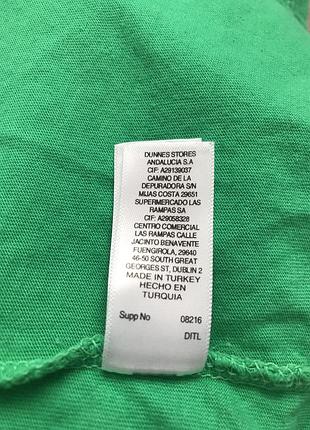 DUNNES STORES
ANDALUCIA S.A
CIF: A29139037
CAMINO DE LA
DEPURADORA S/N
MIJAS COSTA 29651
SUPERMERCADO LAS
RAMPAS SA
CIF: A29058328
CENTRO COMERCIAL
LAS RAMPAS CALLE
JACINTO BENAVENTE
FUENGIROLA, 29640
46-50 SOUTH GREAT
GEORGES ST, DUBLIN 2
MADE IN TURKEY
HECHO EN
TURQUIA
Supp No 08216
DITL